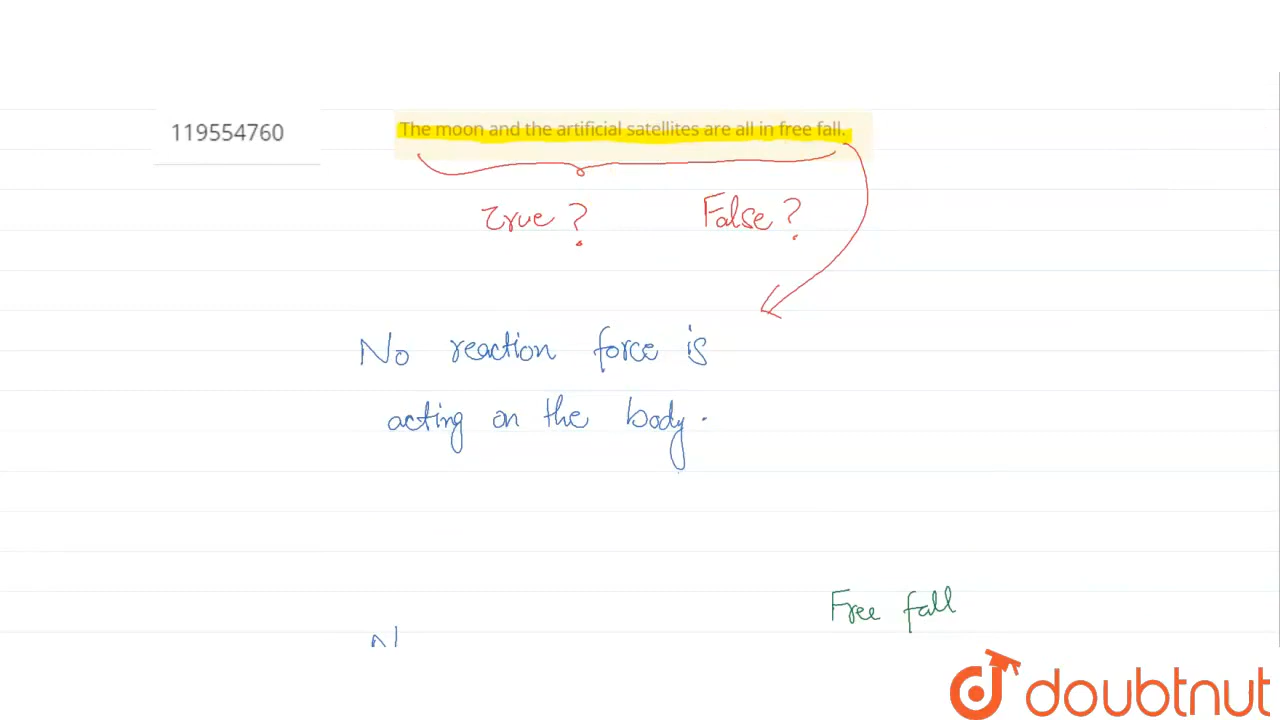 119554760
The moon and the artificial satellites are all in free fall.
True? False?
No reaction force is
acting on the body.
Free fall
N
doubtnut